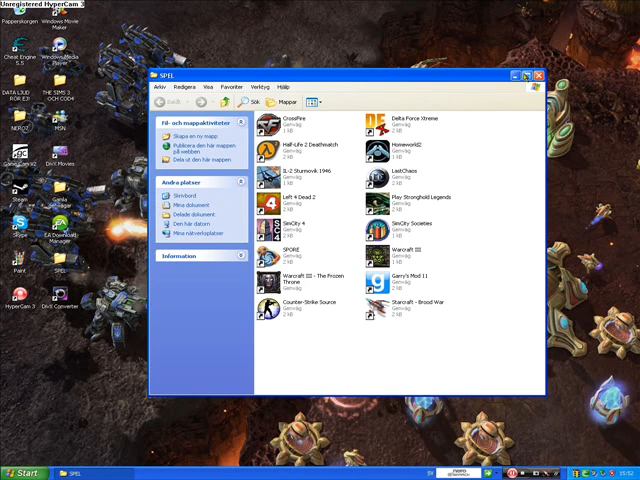 Unregistered HyperCam 3
Papperskorgen
Windows Movie
Maker
Cheat Engine
5.5
Windows Media
Player
DATA LJUD
ROR EJ!
THE SIMS 3
OCH COD4
NERO7
MSN
GameCam V2
DivX Movies
Steam
Gamla
Skype
EA Download
Manager
Paint
SPEL
HyperCam 3
DivX Converter
SPEL
Arkiv Redigera Visa Favoriter Verktyg Hjälp
Bakåt Sök Mappar
Fil- och mappaktiviteter
Skapa en ny mapp
Publicera den här mappen
på webben
Dela ut den här mappen
Andra platser
Skrivbord
Mina dokument
Delade dokument
Den här datorn
Mina nätverksplatser
Information
CrossFire
Genväg
1 kB
Delta Force Xtreme
Genväg
2 kB
Half-Life 2 Deathmatch
Genväg
1 kB
Homeworld2
Genväg
1 kB
IL-2 Sturmovik 1946
Genväg
1 kB
LastChaos
Genväg
2 kB
Left 4 Dead 2
Genväg
2 kB
Play Stronghold Legends
Genväg
2 kB
SimCity 4
Genväg
2 kB
SimCity Societies
Genväg
2 kB
SPORE
Genväg
2 kB
Warcraft III
Genväg
2 kB
Warcraft III - The Frozen
Throne
Genväg
Garry's Mod 11
Genväg
2 kB
Counter-Strike Source
Genväg
2 kB
Starcraft - Brood War
Genväg
2 kB
Start
SPEL
SV
15:52